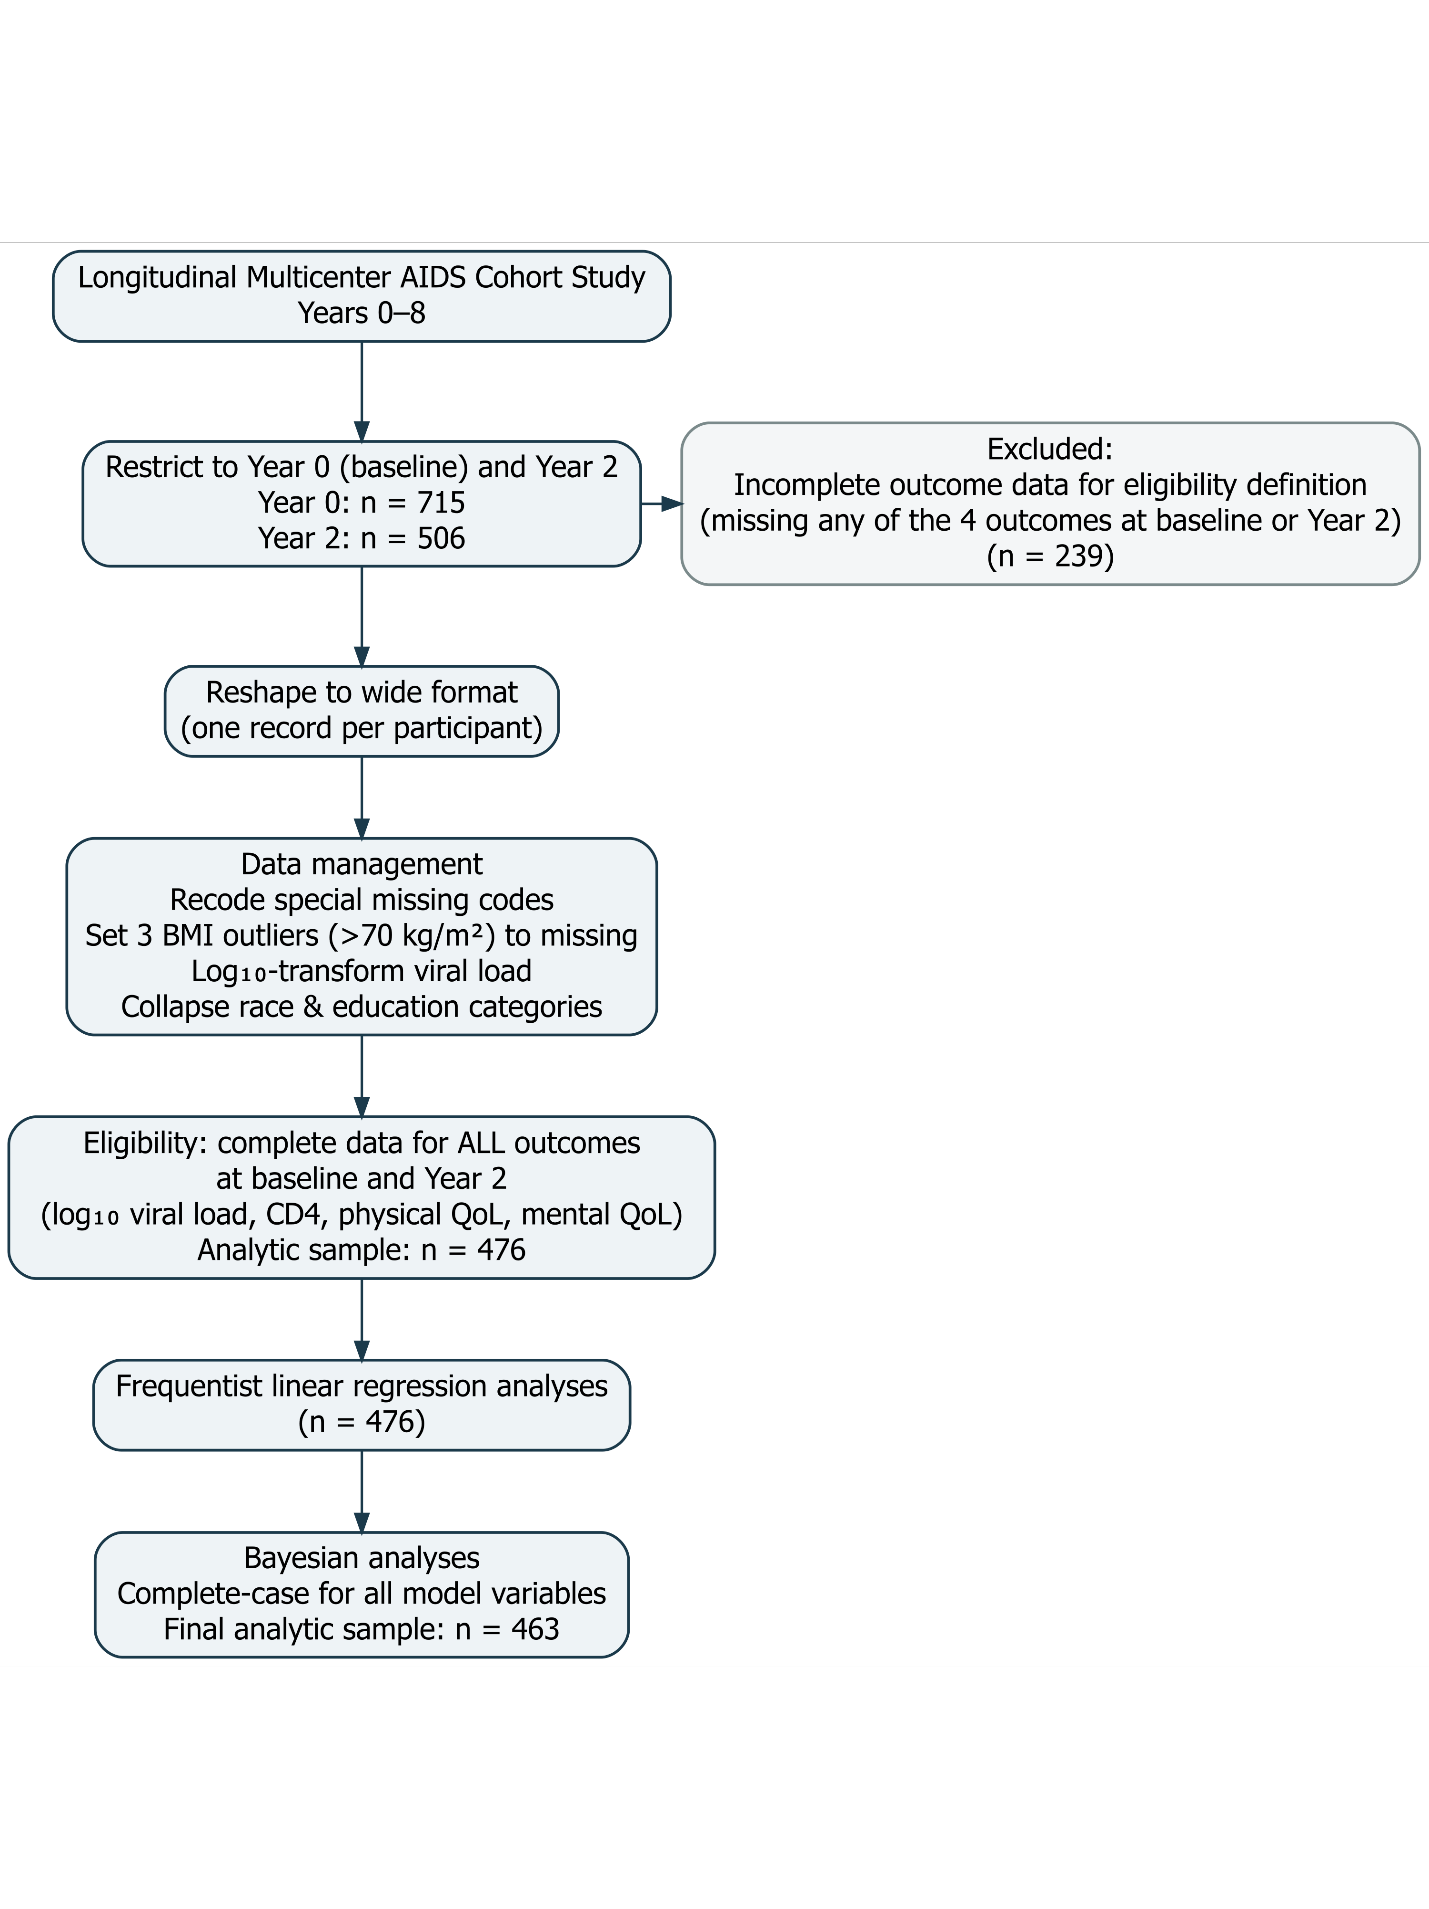 Longitudinal Multicenter AIDS Cohort Study
Years 0–8
Restrict to Year 0 (baseline) and Year 2
Year 0: n = 715
Year 2: n = 506
Excluded:
Incomplete outcome data for eligibility definition
(missing any of the 4 outcomes at baseline or Year 2)
(n = 239)
Reshape to wide format
(one record per participant)
Data management
Recode special missing codes
Set 3 BMI outliers (>70 kg/m²) to missing
Log₁₀-transform viral load
Collapse race & education categories
Eligibility: complete data for ALL outcomes
at baseline and Year 2
(log₁₀ viral load, CD4, physical QoL, mental QoL)
Analytic sample: n = 476
Frequentist linear regression analyses
(n = 476)
Bayesian analyses
Complete-case for all model variables
Final analytic sample: n = 463